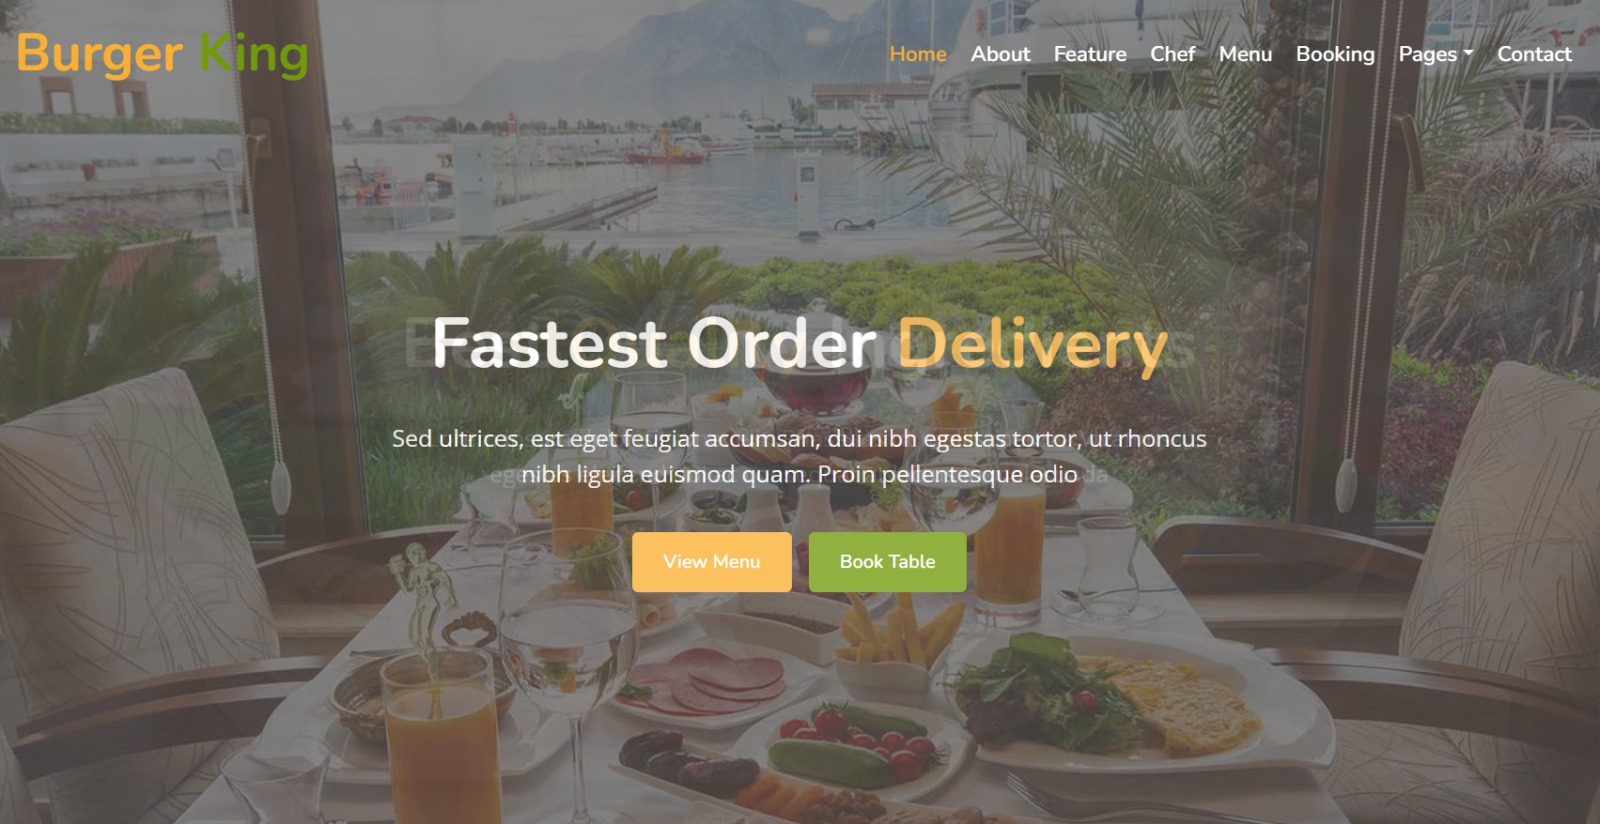 Burger King
Home About Feature Chef Menu Booking Pages Contact
Fastest Order Delivery
Sed ultrices, est eget feugiat accumsan, dui nibh egestas tortor, ut rhoncus
nibh ligula euismod quam. Proin pellentesque odio
View Menu Book Table